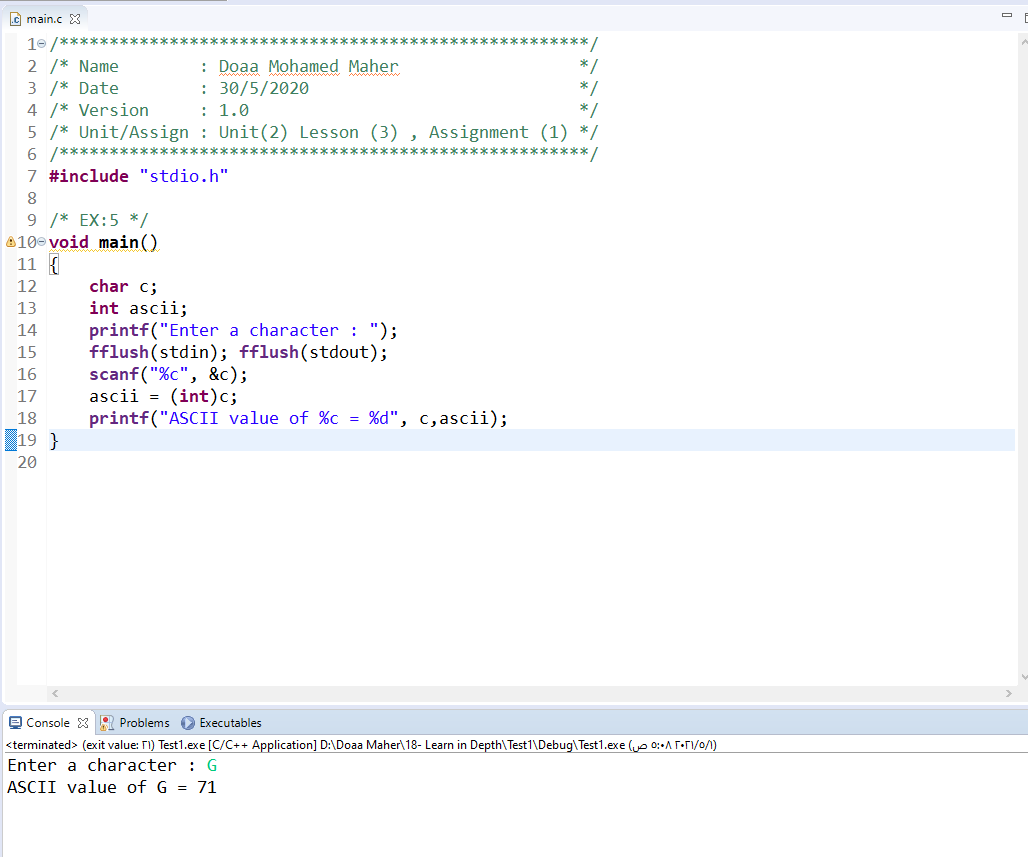 main.c
1 /*****************************************************/
2 /* Name        : Doaa Mohamed Maher                  */
3 /* Date        : 30/5/2020                           */
4 /* Version     : 1.0                                 */
5 /* Unit/Assign : Unit(2) Lesson (3) , Assignment (1) */
6 /*****************************************************/
7 #include "stdio.h"
8
9 /* EX:5 */
10 void main()
11 {
12     char c;
13     int ascii;
14     printf("Enter a character : ");
15     fflush(stdin); fflush(stdout);
16     scanf("%c", &c);
17     ascii = (int)c;
18     printf("ASCII value of %c = %d", c,ascii);
19 }
20
Console Problems Executables
<terminated> (exit value: ٢١) Test1.exe [C/C++ Application] D:\Doaa Maher\18- Learn in Depth\Test1\Debug\Test1.exe (٢٠٢١/٥/١ ٥:٠٨ ص)
Enter a character : G
ASCII value of G = 71